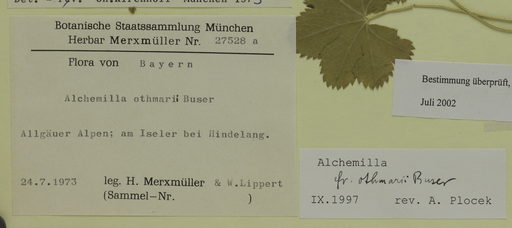 Botanische Staatssammlung München
Herbar Merxmüller Nr. 27528 a
Flora von Bayern
Alchemilla othmarii Buser
Allgäuer Alpen; am Iseler bei Hindelang.
24.7.1973 leg. H. Merxmüller & W.Lippert
(Sammel-Nr. )
Bestimmung überprüft,
Juli 2002
Alchemilla
fr. othmarii Buser
IX.1997 rev. A. Plocek